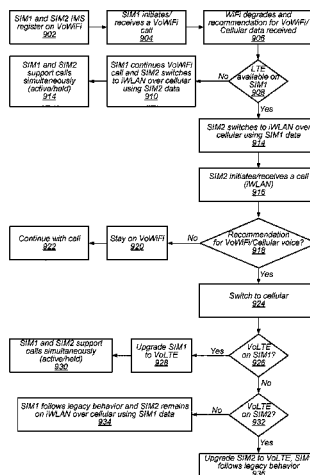 SIM1 and SIM2 IMS
register on VoWiFi
902
SIM1 initiates/
receives a VoWiFi
call
904
WiFi degrades and
recommendation for VoWiFi/
Cellular data received
906
LTE
available on
SIM1
908
No
Yes
SIM1 continues VoWiFi
call and SIM2 switches
to iWLAN over cellular
using SIM2 data
910
SIM1 and SIM2
support calls
simultaneously
(active/held)
914
SIM2 switches to iWLAN over
cellular using SIM1 data
914
SIM2 initiates/receives a call
(iWLAN)
916
Recommendation
for VoWiFi/Cellular voice?
918
No
Yes
Stay on VoWiFi
920
Continue with call
922
Switch to cellular
924
VoLTE
on SIM1?
926
Yes
No
Upgrade SIM1
to VoLTE
928
SIM1 and SIM2 support
calls simultaneously
(active/held)
930
VoLTE
on SIM2?
932
No
Yes
SIM1 follows legacy behavior and SIM2 remains
on iWLAN over cellular using SIM1 data
934
Upgrade SIM2 to VoLTE, SIM1
follows legacy behavior
936